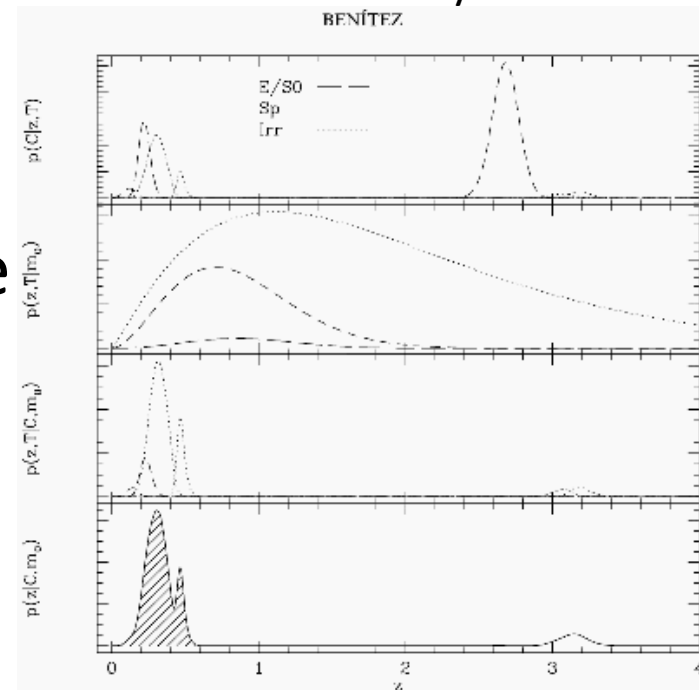 BENÍTEZ
E/S0
Sp
Irr
p(C|z,T)
e
p(z,T|m₀)
p(z,T|C,m₀)
p(z|C,m₀)
0 1 2 3 4
z